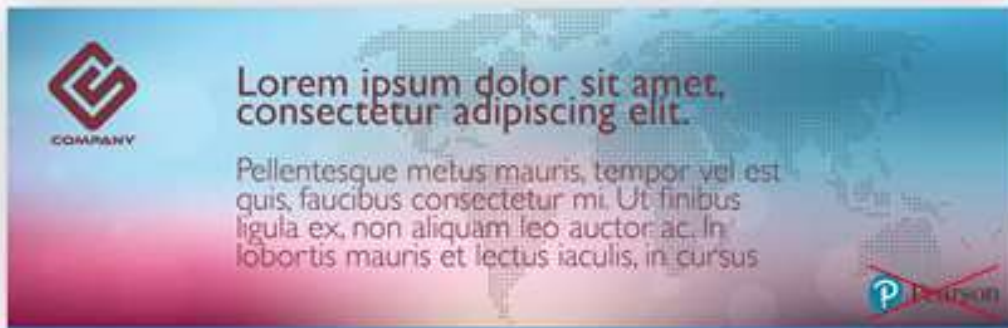 COMPANY
Lorem ipsum dolor sit amet,
consectetur adipiscing elit.
Pellentesque metus mauris, tempor vel est
quis, faucibus consectetur mi. Ut finibus
ligula ex, non aliquam leo auctor ac. In
lobortis mauris et lectus iaculis, in cursus
Pearson